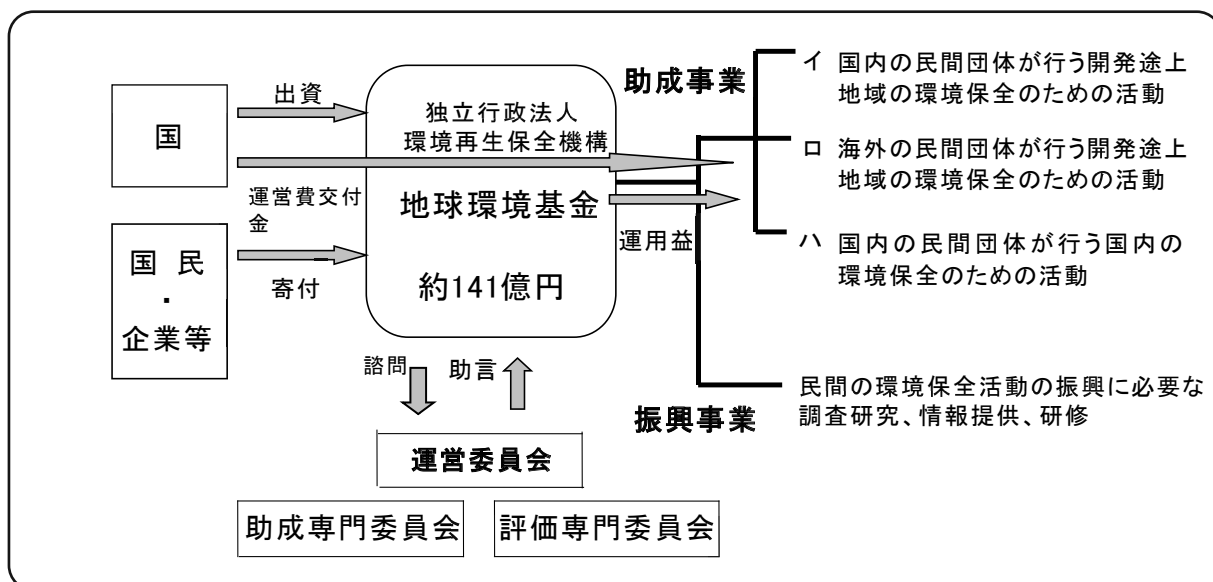 国
出資
運営費交付
金
国 民
・
企業等
寄付
独立行政法人
環境再生保全機構
地球環境基金
約141億円
運用益
諮問
助言
運営委員会
助成専門委員会
評価専門委員会
助成事業
イ 国内の民間団体が行う開発途上
地域の環境保全のための活動
ロ 海外の民間団体が行う開発途上
地域の環境保全のための活動
ハ 国内の民間団体が行う国内の
環境保全のための活動
振興事業
民間の環境保全活動の振興に必要な
調査研究、情報提供、研修